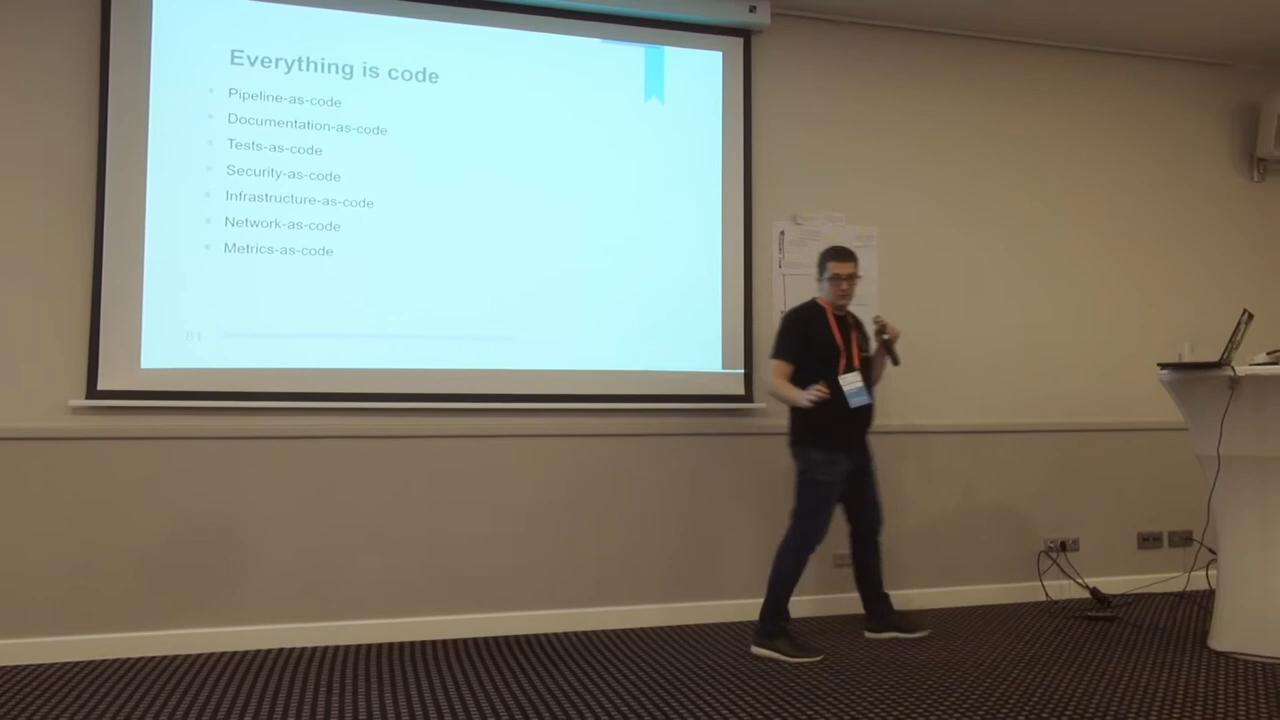 Everything is code
Pipeline-as-code
Documentation-as-code
Tests-as-code
Security-as-code
Infrastructure-as-code
Network-as-code
Metrics-as-code
81